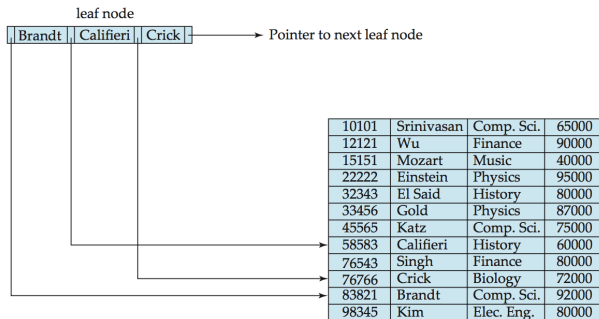 leaf node
Brandt Califieri Crick Pointer to next leaf node
10101 Srinivasan Comp. Sci. 65000
12121 Wu Finance 90000
15151 Mozart Music 40000
22222 Einstein Physics 95000
32343 El Said History 80000
33456 Gold Physics 87000
45565 Katz Comp. Sci. 75000
58583 Califieri History 60000
76543 Singh Finance 80000
76766 Crick Biology 72000
83821 Brandt Comp. Sci. 92000
98345 Kim Elec. Eng. 80000